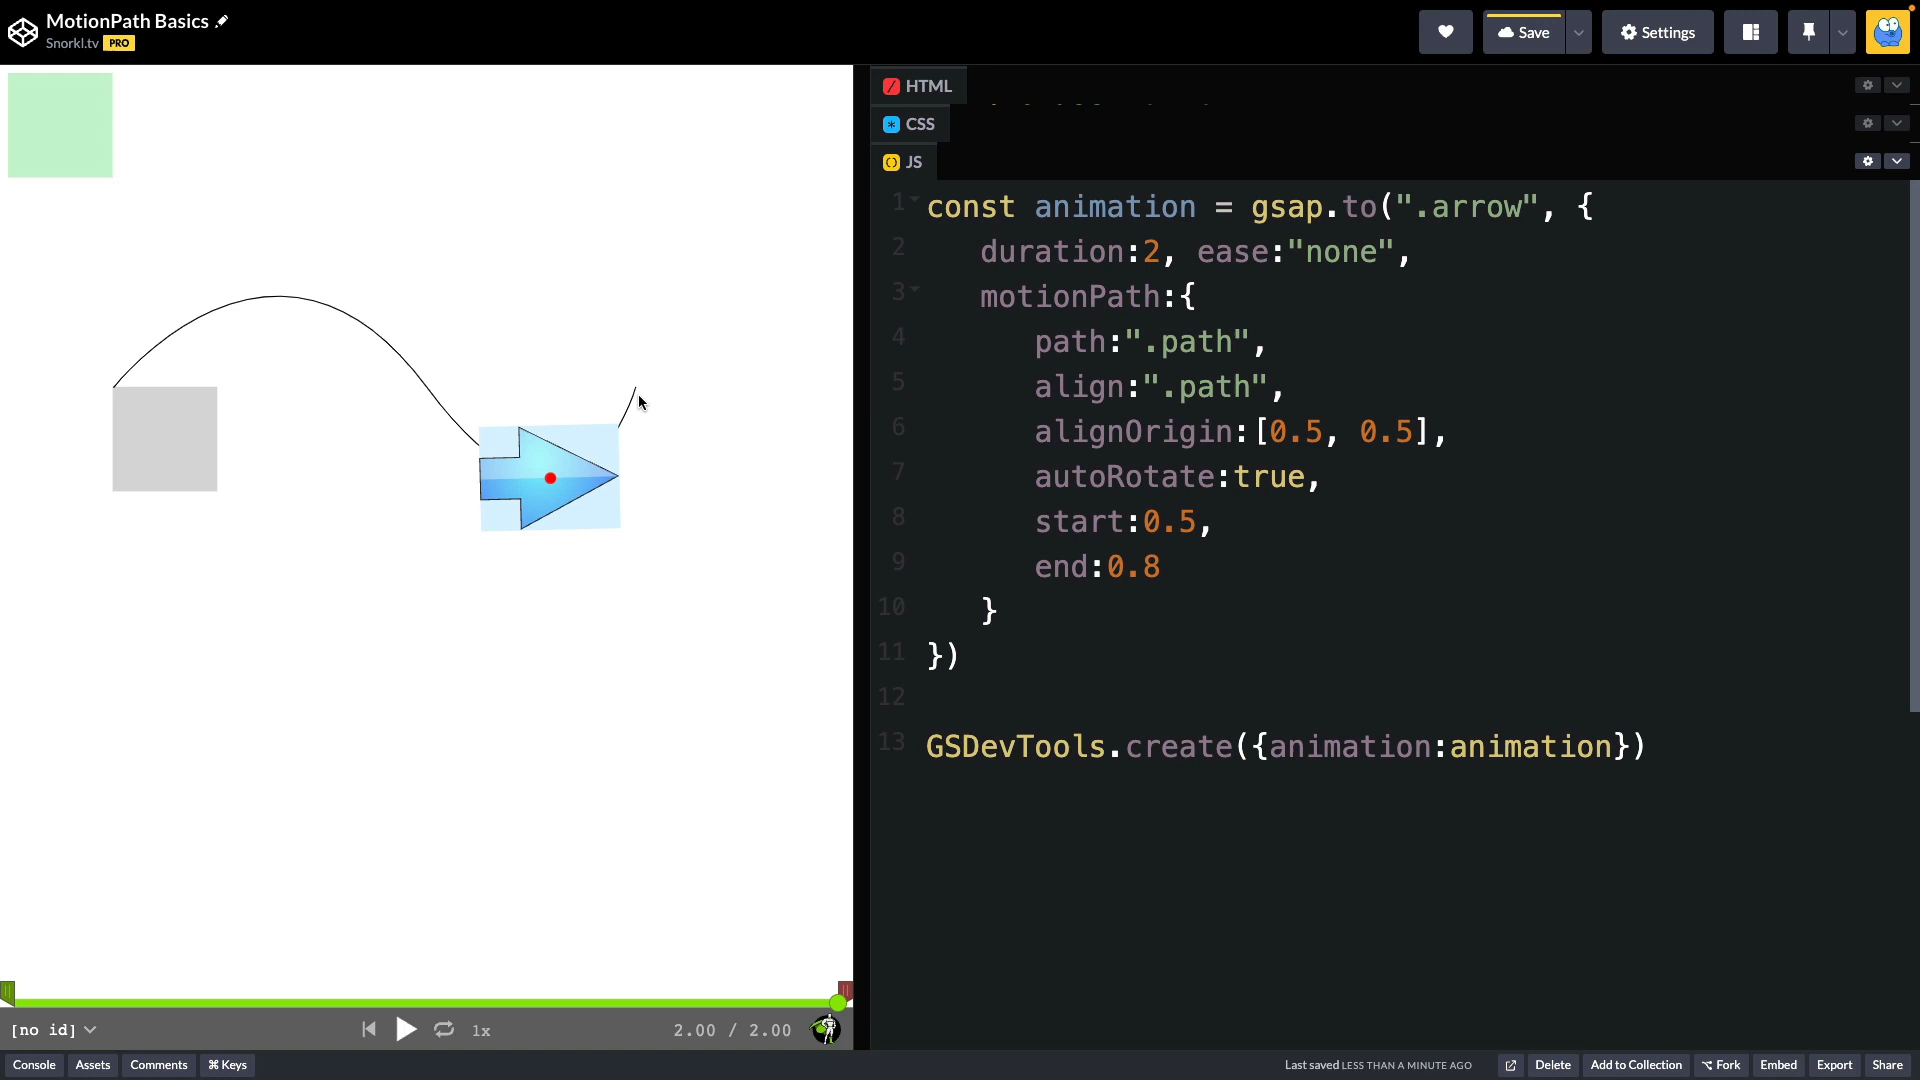 MotionPath Basics
Snorkl.tv PRO
Save
Settings
HTML
CSS
JS
1 const animation = gsap.to(".arrow", {
2 duration:2, ease:"none",
3 motionPath:{
4 path:".path",
5 align:".path",
6 alignOrigin:[0.5, 0.5],
7 autoRotate:true,
8 start:0.5,
9 end:0.8
10 }
11 })
12
13 GSDevTools.create({animation:animation})
[no id] 1x 2.00 / 2.00
Console Assets Comments ⌘ Keys Last saved LESS THAN A MINUTE AGO Delete Add to Collection Fork Embed Export Share